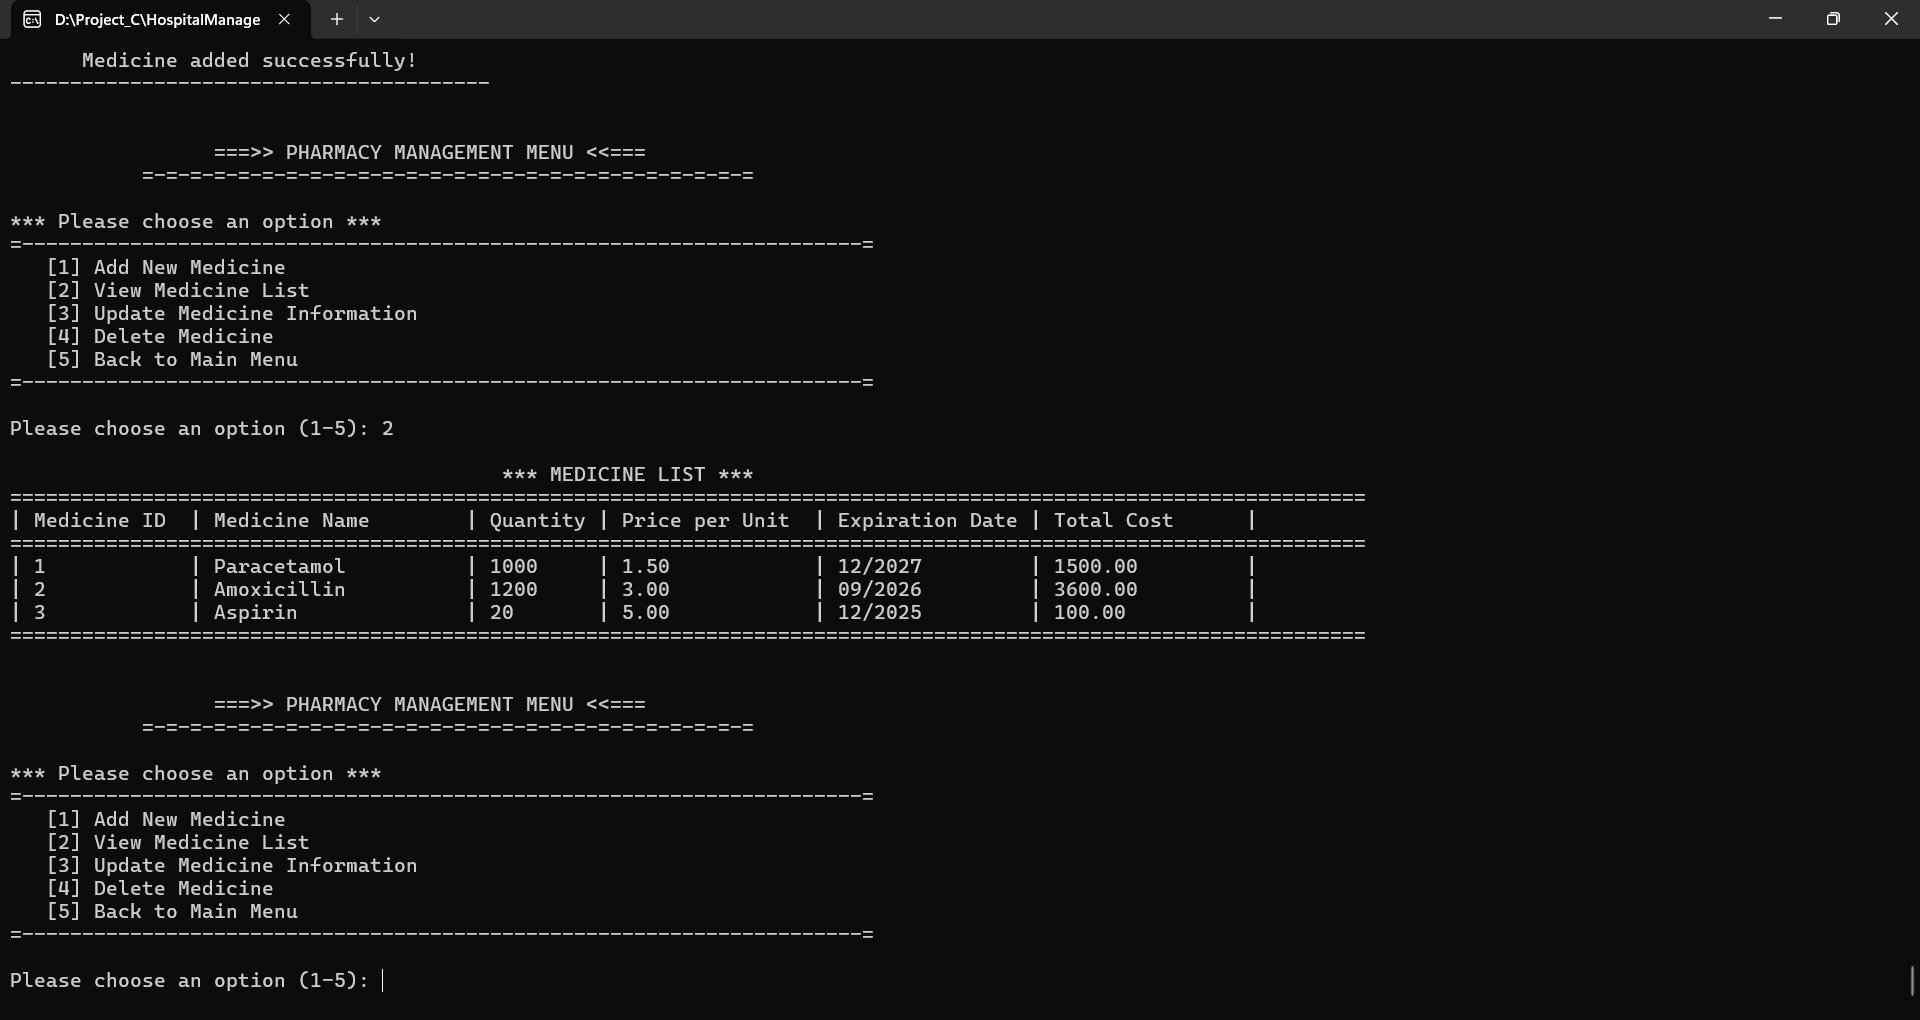 D:\Project_C\HospitalManage
Medicine added successfully!
----------------------------------------
===>> PHARMACY MANAGEMENT MENU <<===
=-=-=-=-=-=-=-=-=-=-=-=-=-=-=-=-=-=-=-=-=-=-=-=-=-=
*** Please choose an option ***
=----------------------------------------------------------------------=
[1] Add New Medicine
[2] View Medicine List
[3] Update Medicine Information
[4] Delete Medicine
[5] Back to Main Menu
=----------------------------------------------------------------------=
Please choose an option (1-5): 2
*** MEDICINE LIST ***
=================================================================================================================
| Medicine ID  | Medicine Name        | Quantity | Price per Unit  | Expiration Date | Total Cost      |
=================================================================================================================
| 1            | Paracetamol          | 1000     | 1.50            | 12/2027         | 1500.00         |
| 2            | Amoxicillin          | 1200     | 3.00            | 09/2026         | 3600.00         |
| 3            | Aspirin              | 20       | 5.00            | 12/2025         | 100.00          |
=================================================================================================================
===>> PHARMACY MANAGEMENT MENU <<===
=-=-=-=-=-=-=-=-=-=-=-=-=-=-=-=-=-=-=-=-=-=-=-=-=-=
*** Please choose an option ***
=----------------------------------------------------------------------=
[1] Add New Medicine
[2] View Medicine List
[3] Update Medicine Information
[4] Delete Medicine
[5] Back to Main Menu
=----------------------------------------------------------------------=
Please choose an option (1-5):